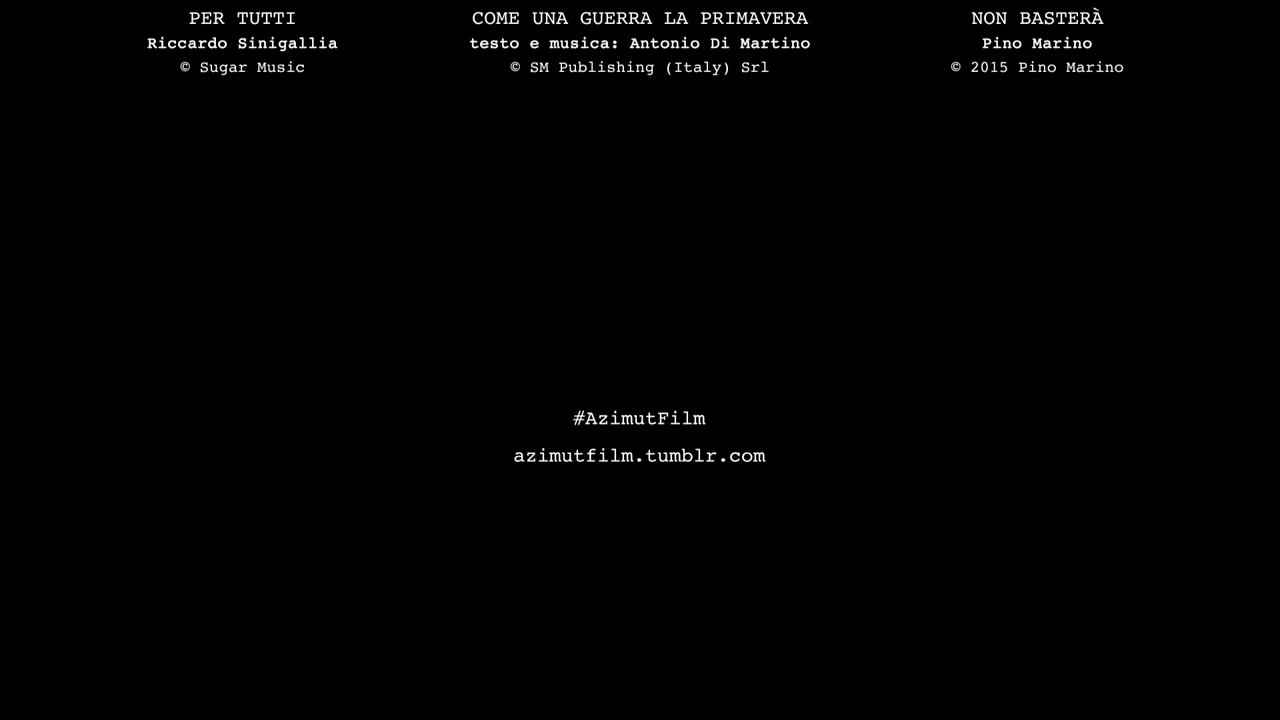 PER TUTTI
Riccardo Sinigallia
© Sugar Music
COME UNA GUERRA LA PRIMAVERA
testo e musica: Antonio Di Martino
© SM Publishing (Italy) Srl
NON BASTERÀ
Pino Marino
© 2015 Pino Marino
#AzimutFilm
azimutfilm.tumblr.com